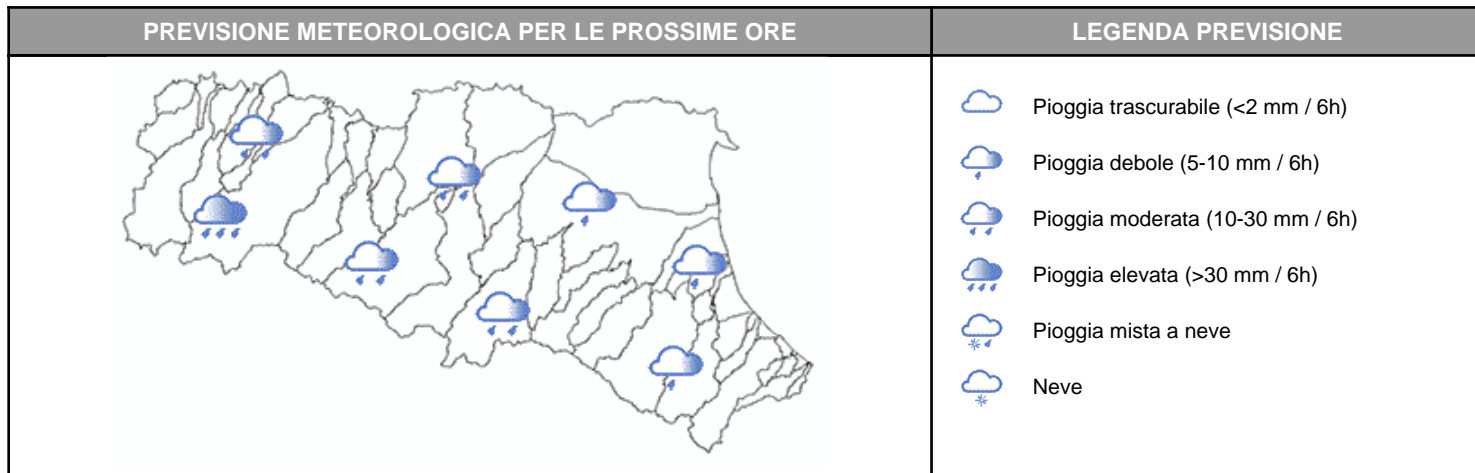 PREVISIONE METEOROLOGICA PER LE PROSSIME ORE
LEGENDA PREVISIONE
Pioggia trascurabile (<2 mm / 6h)
Pioggia debole (5-10 mm / 6h)
Pioggia moderata (10-30 mm / 6h)
Pioggia elevata (>30 mm / 6h)
Pioggia mista a neve
Neve